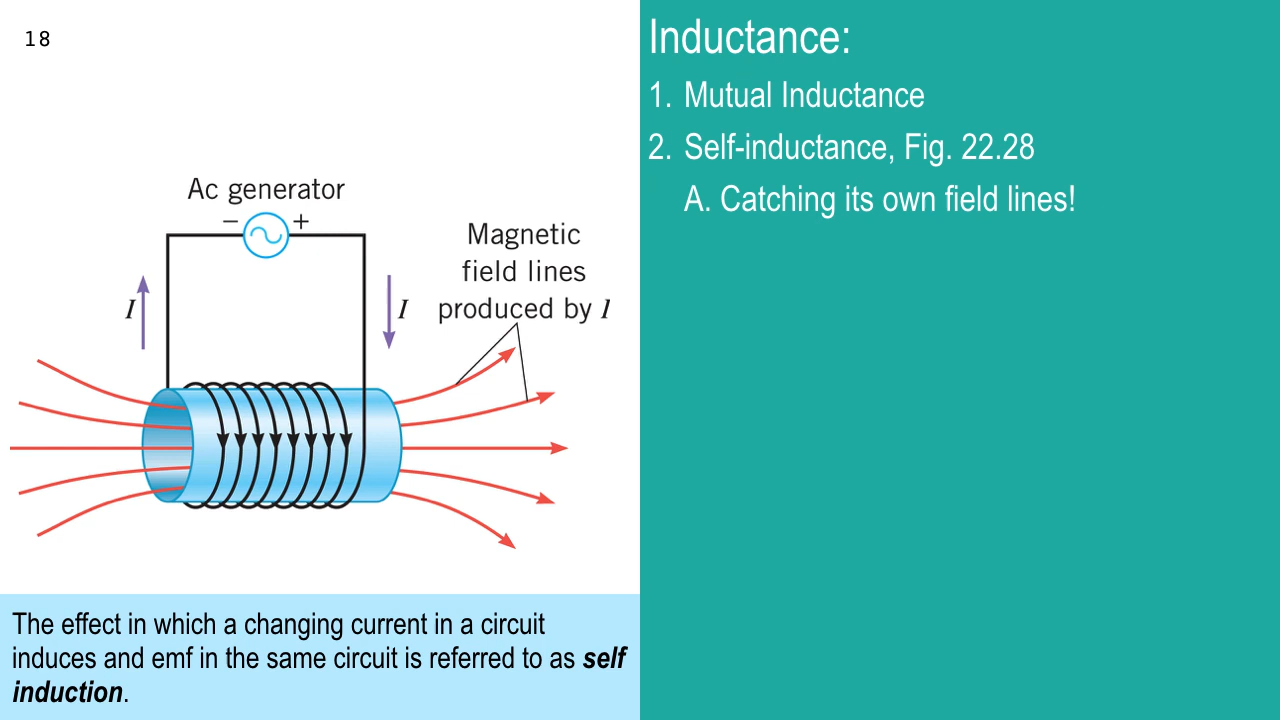 18
Inductance:
1. Mutual Inductance
2. Self-inductance, Fig. 22.28
A. Catching its own field lines!
Ac generator
− +
Magnetic
field lines
produced by I
I
I
The effect in which a changing current in a circuit
induces and emf in the same circuit is referred to as self
induction.